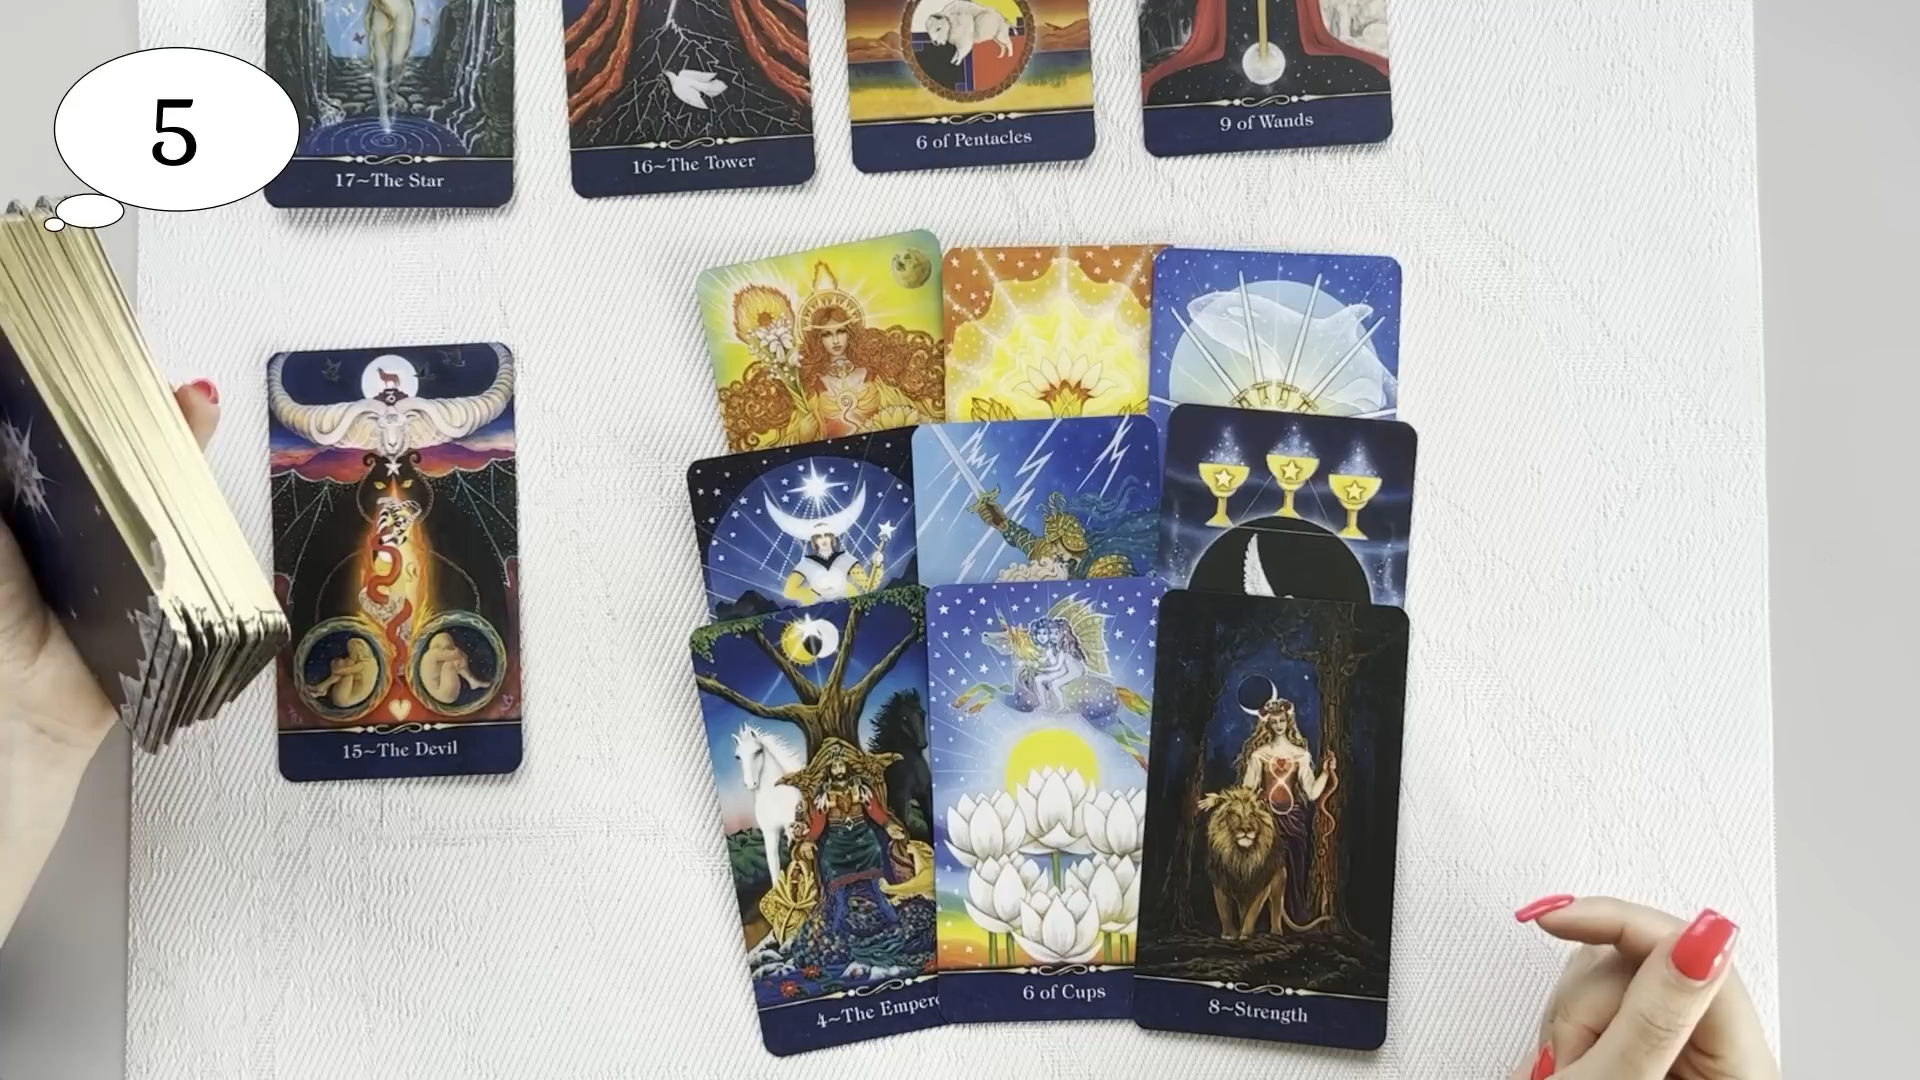 5
17~The Star
16~The Tower
6 of Pentacles
9 of Wands
15~The Devil
4~The Empero
6 of Cups
8~Strength